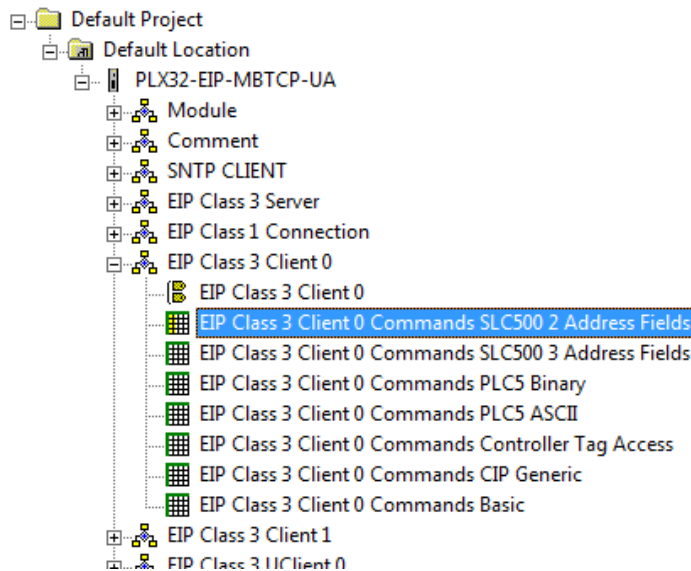 Default Project
Default Location
PLX32-EIP-MBTCP-UA
Module
Comment
SNTP CLIENT
EIP Class 3 Server
EIP Class 1 Connection
EIP Class 3 Client 0
EIP Class 3 Client 0
EIP Class 3 Client 0 Commands SLC500 2 Address Fields
EIP Class 3 Client 0 Commands SLC500 3 Address Fields
EIP Class 3 Client 0 Commands PLC5 Binary
EIP Class 3 Client 0 Commands PLC5 ASCII
EIP Class 3 Client 0 Commands Controller Tag Access
EIP Class 3 Client 0 Commands CIP Generic
EIP Class 3 Client 0 Commands Basic
EIP Class 3 Client 1
EIP Class 3 UClient 0